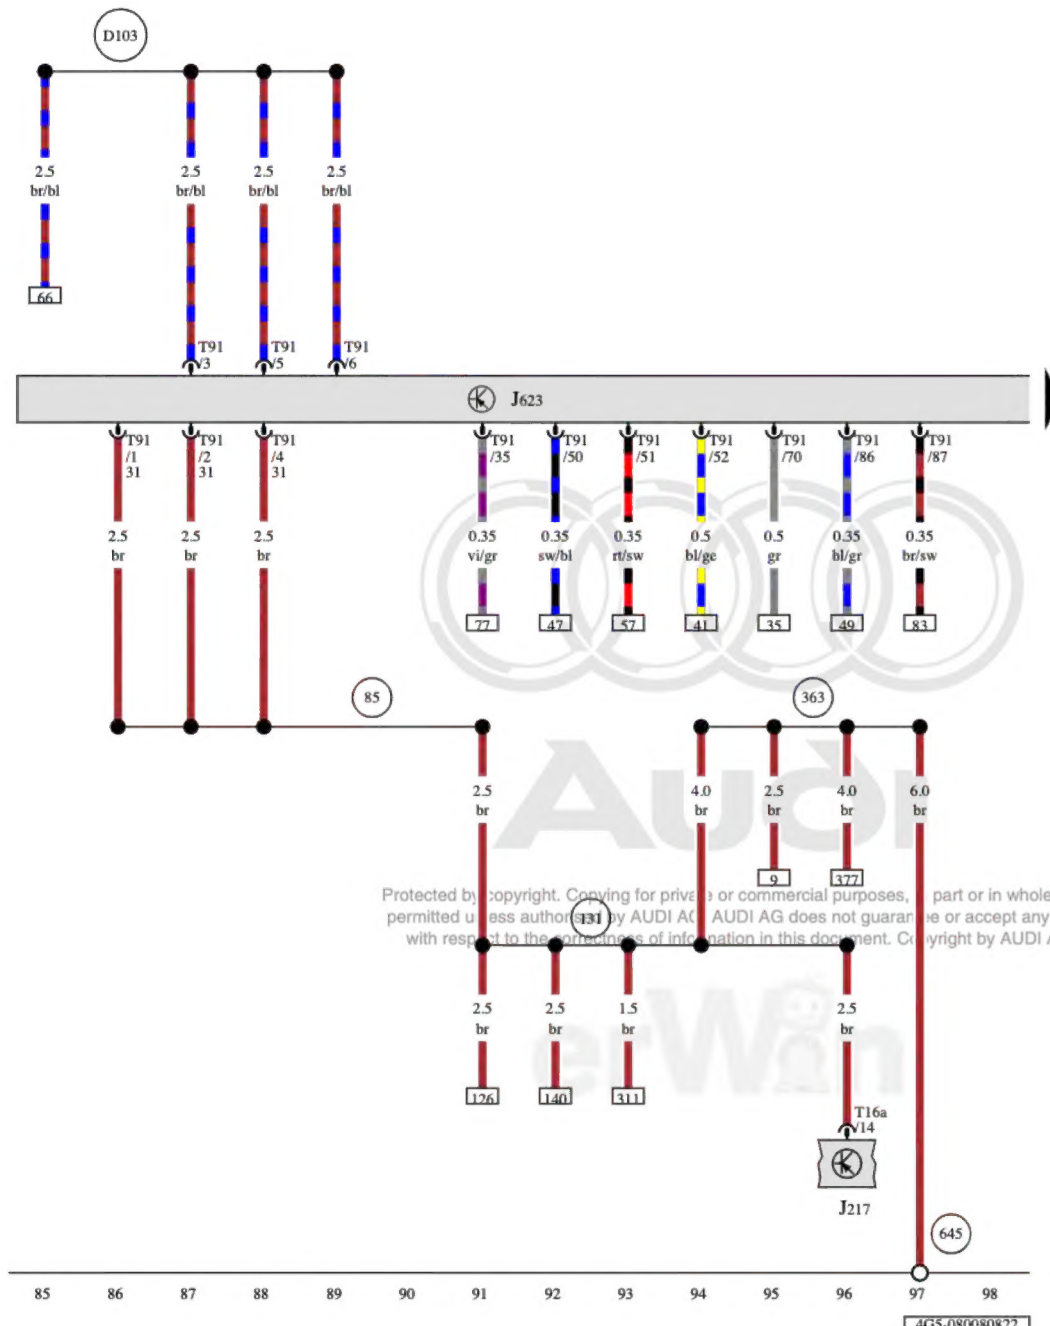 D103
2.5 2.5 2.5 2.5
br/bl br/bl br/bl br/bl
66
T91 T91 T91
/3 /5 /6
J623
T91 T91 T91 T91 T91 T91 T91 T91 T91 T91
/1 /2 /4 /35 /50 /51 /52 /70 /86 /87
31 31 31
2.5 2.5 2.5 0.35 0.35 0.35 0.5 0.5 0.35 0.35
br br br vi/gr sw/bl rt/sw bl/ge gr bl/gr br/sw
77 47 57 41 35 49 83
85 363
2.5 4.0 2.5 4.0 6.0
br br br br br
Audi
9 377
Protected by copyright. Copying for private or commercial purposes, in part or in whole
permitted unless authorised by AUDI AG. AUDI AG does not guarantee or accept any
131
with respect to the correctness of information in this document. Copyright by AUDI A
2.5 2.5 1.5 2.5
br br br br
erWin
126 140 311
T16a
/14
J217
645
85 86 87 88 89 90 91 92 93 94 95 96 97 98
4G5-080080822